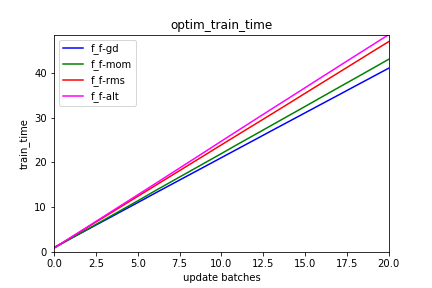 optim_train_time
f_f-gd
f_f-mom
f_f-rms
f_f-alt
train_time
40
30
20
10
0
0.0 2.5 5.0 7.5 10.0 12.5 15.0 17.5 20.0
update batches